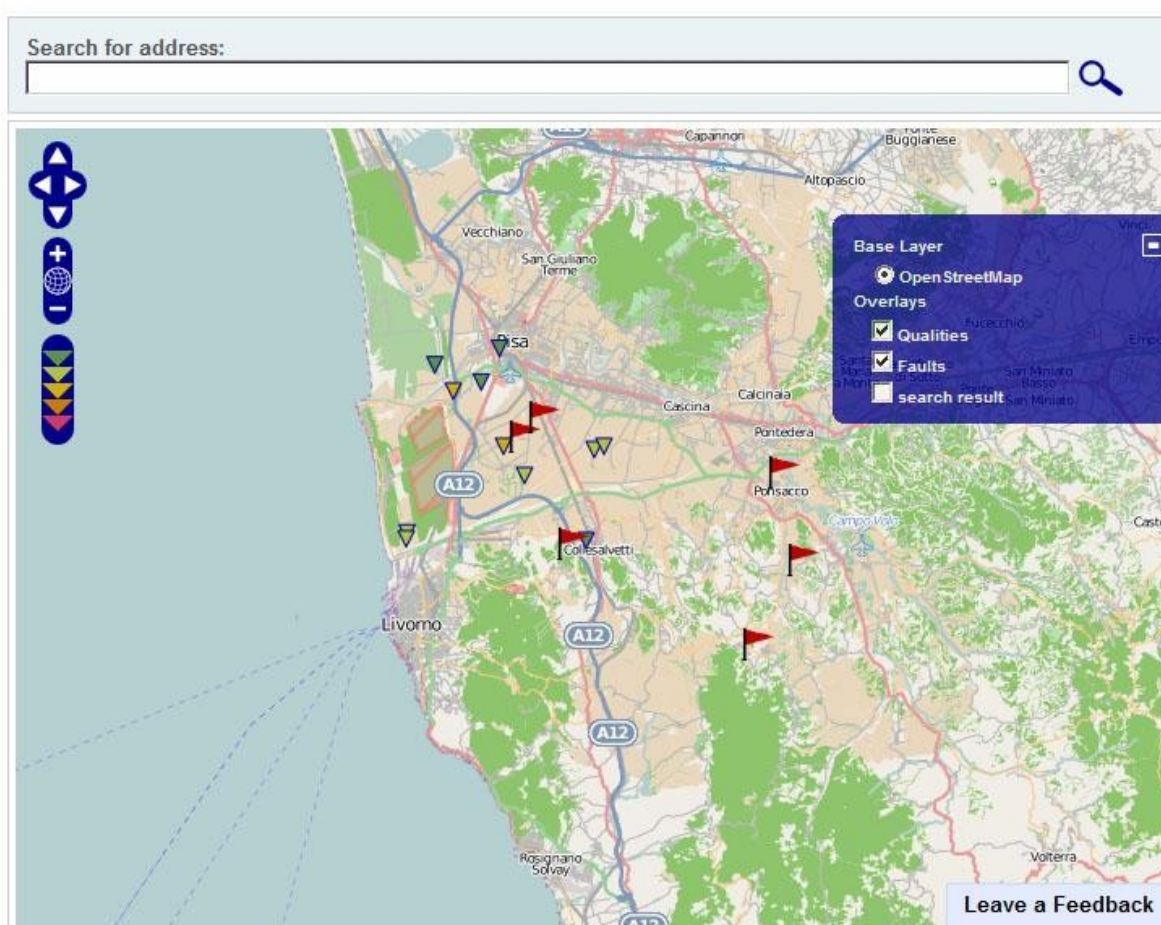 Search for address:
Capannori
Buggianese
Altopascio
Vecchiano
San Giuliano
Terme
Base Layer
OpenStreetMap
Overlays
Qualities
Faults
search result
Fucecchio
San Miniato
Basso
San Miniato
Pisa
Calcinaia
Cascina
Pontedera
A12
Ponsacco
Campo Volo
Collesalvetti
Livorno
A12
A12
Rosignano
Solvay
Volterra
Leave a Feedback
A12